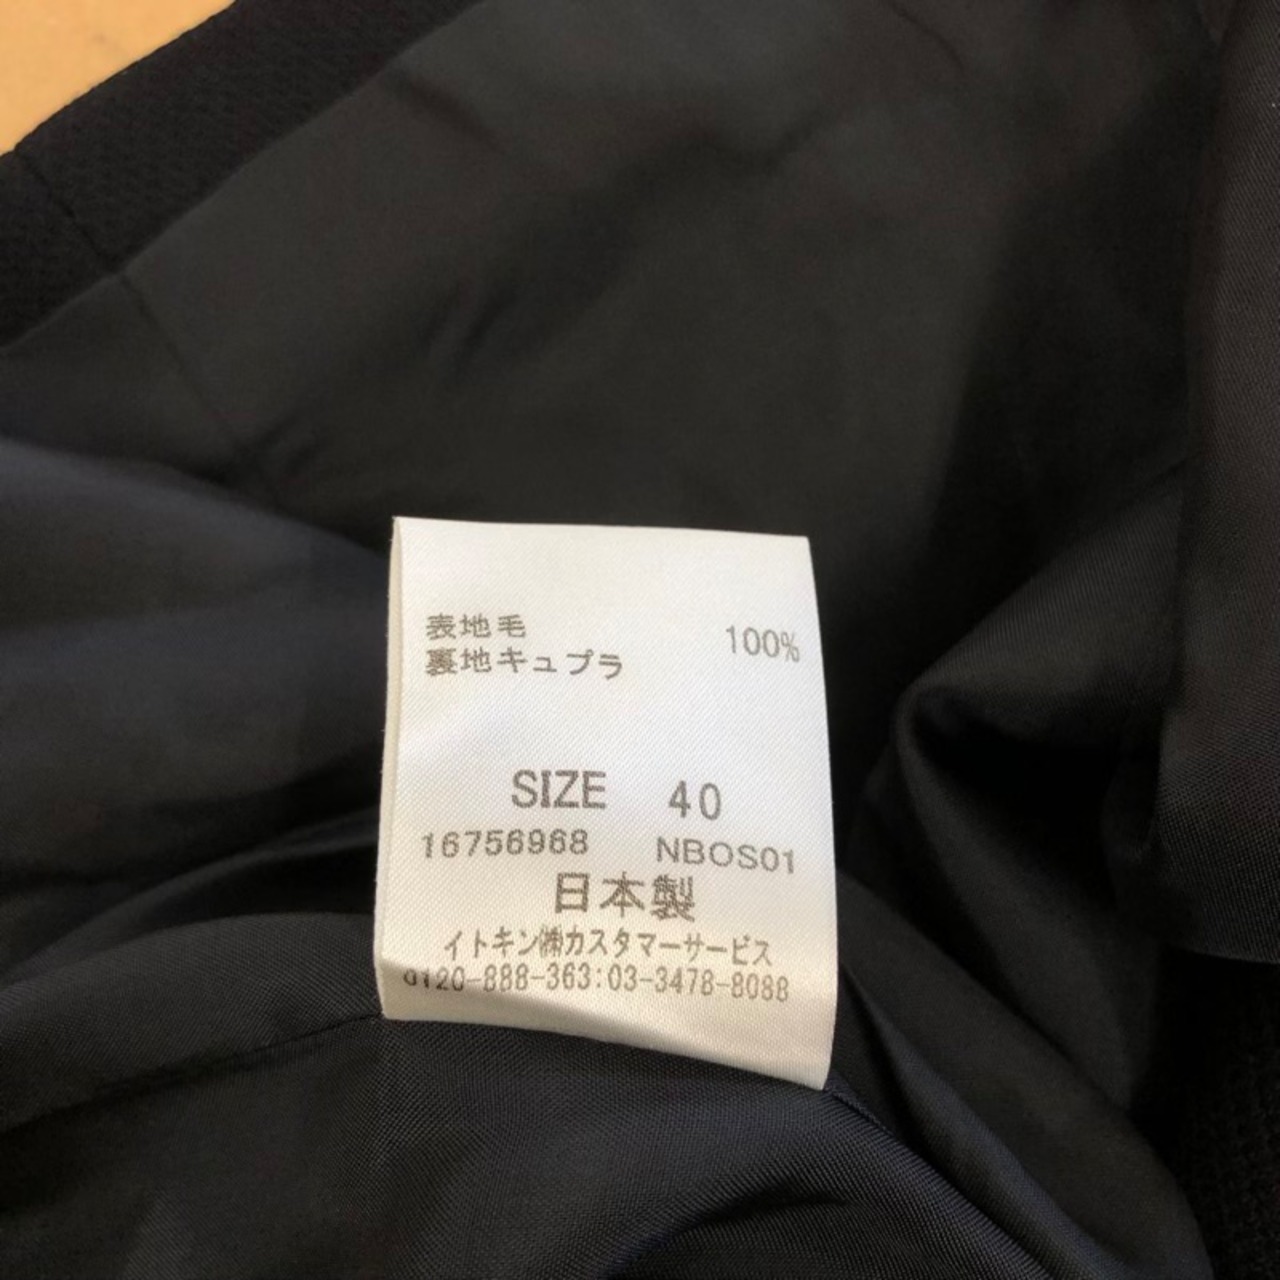 表地毛 100%
裏地キュプラ
SIZE 40
16756968 NBOS01
日本製
イトキン㈱カスタマーサービス
0120-888-363:03-3478-8088